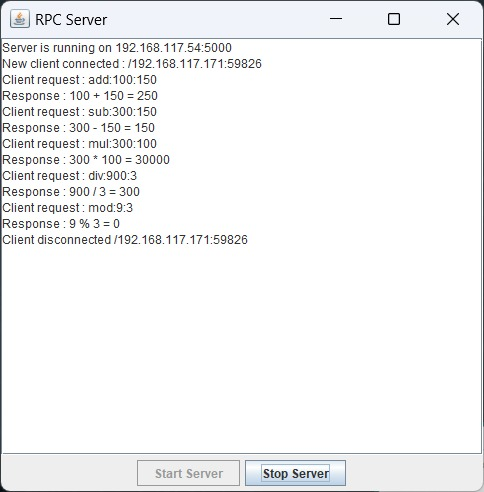 RPC Server
Server is running on 192.168.117.54:5000
New client connected : /192.168.117.171:59826
Client request : add:100:150
Response : 100 + 150 = 250
Client request : sub:300:150
Response : 300 - 150 = 150
Client request : mul:300:100
Response : 300 * 100 = 30000
Client request : div:900:3
Response : 900 / 3 = 300
Client request : mod:9:3
Response : 9 % 3 = 0
Client disconnected /192.168.117.171:59826
Start Server
Stop Server